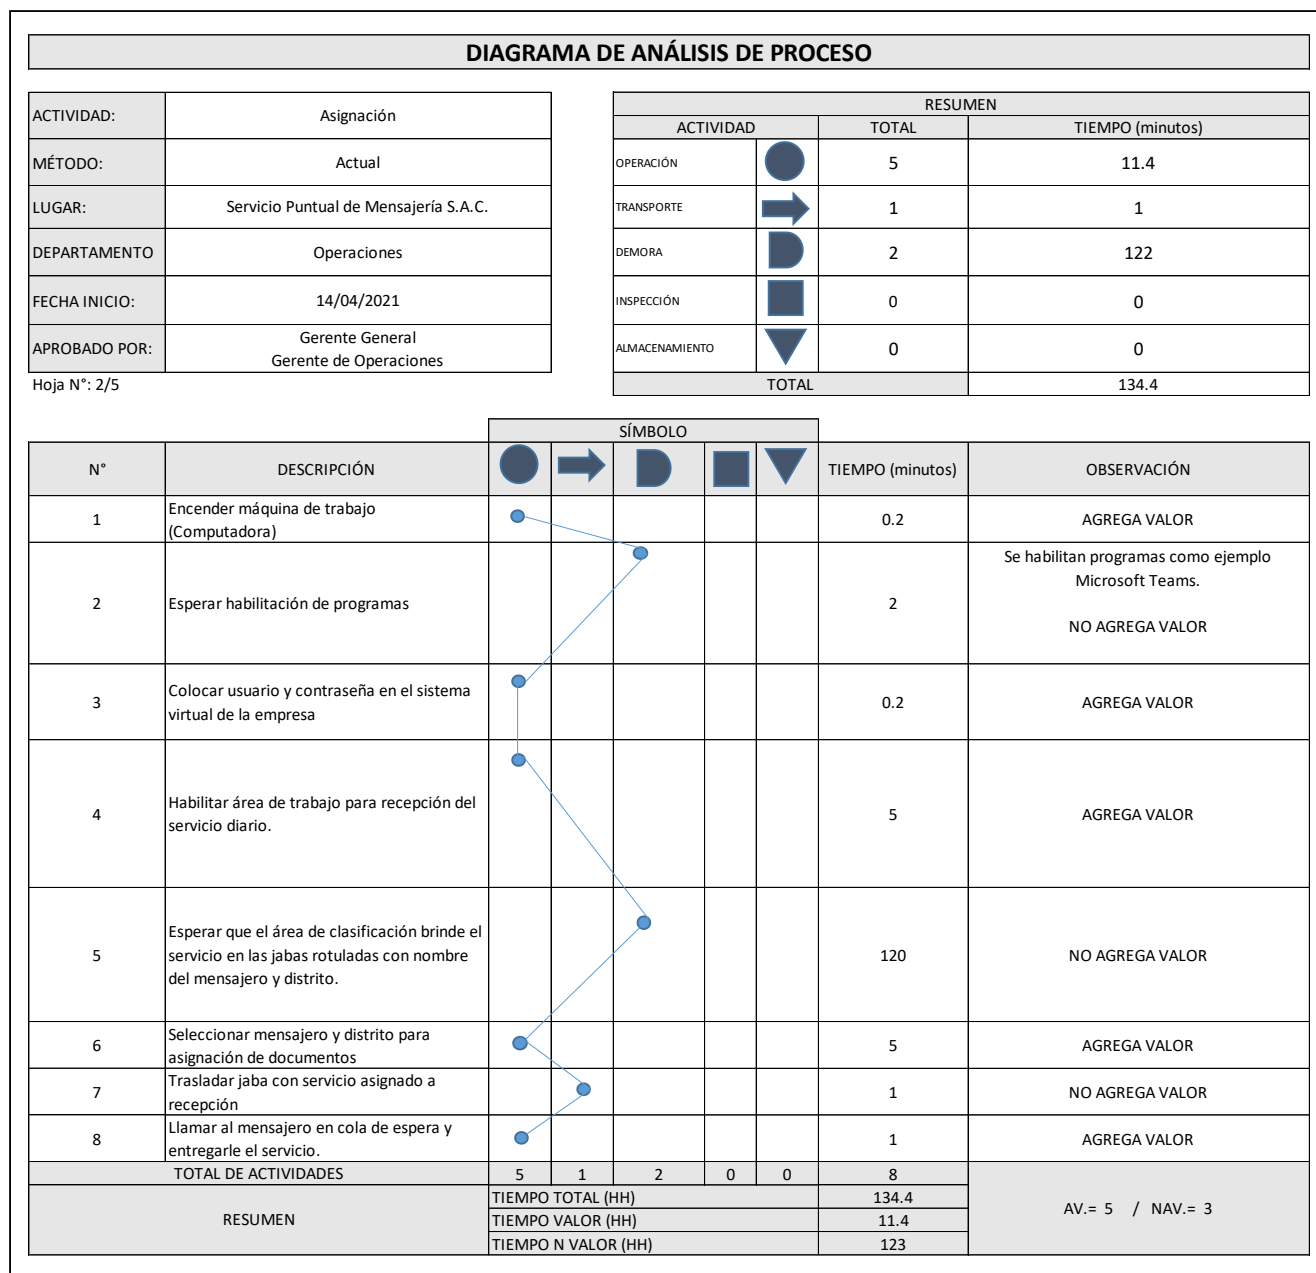 DIAGRAMA DE ANÁLISIS DE PROCESO
ACTIVIDAD: Asignación
MÉTODO: Actual
LUGAR: Servicio Puntual de Mensajería S.A.C.
DEPARTAMENTO Operaciones
FECHA INICIO: 14/04/2021
APROBADO POR: Gerente General
Gerente de Operaciones
Hoja N°: 2/5
RESUMEN
ACTIVIDAD TOTAL TIEMPO (minutos)
OPERACIÓN 5 11.4
TRANSPORTE 1 1
DEMORA 2 122
INSPECCIÓN 0 0
ALMACENAMIENTO 0 0
TOTAL 134.4
SÍMBOLO
N° DESCRIPCIÓN TIEMPO (minutos) OBSERVACIÓN
1 Encender máquina de trabajo
(Computadora) 0.2 AGREGA VALOR
2 Esperar habilitación de programas 2 Se habilitan programas como ejemplo
Microsoft Teams.
NO AGREGA VALOR
3 Colocar usuario y contraseña en el sistema
virtual de la empresa 0.2 AGREGA VALOR
4 Habilitar área de trabajo para recepción del
servicio diario. 5 AGREGA VALOR
5 Esperar que el área de clasificación brinde el
servicio en las jabas rotuladas con nombre
del mensajero y distrito. 120 NO AGREGA VALOR
6 Seleccionar mensajero y distrito para
asignación de documentos 5 AGREGA VALOR
7 Trasladar jaba con servicio asignado a
recepción 1 NO AGREGA VALOR
8 Llamar al mensajero en cola de espera y
entregarle el servicio. 1 AGREGA VALOR
TOTAL DE ACTIVIDADES 5 1 2 0 0 8
RESUMEN
TIEMPO TOTAL (HH) 134.4
TIEMPO VALOR (HH) 11.4
TIEMPO N VALOR (HH) 123
AV.= 5 / NAV.= 3